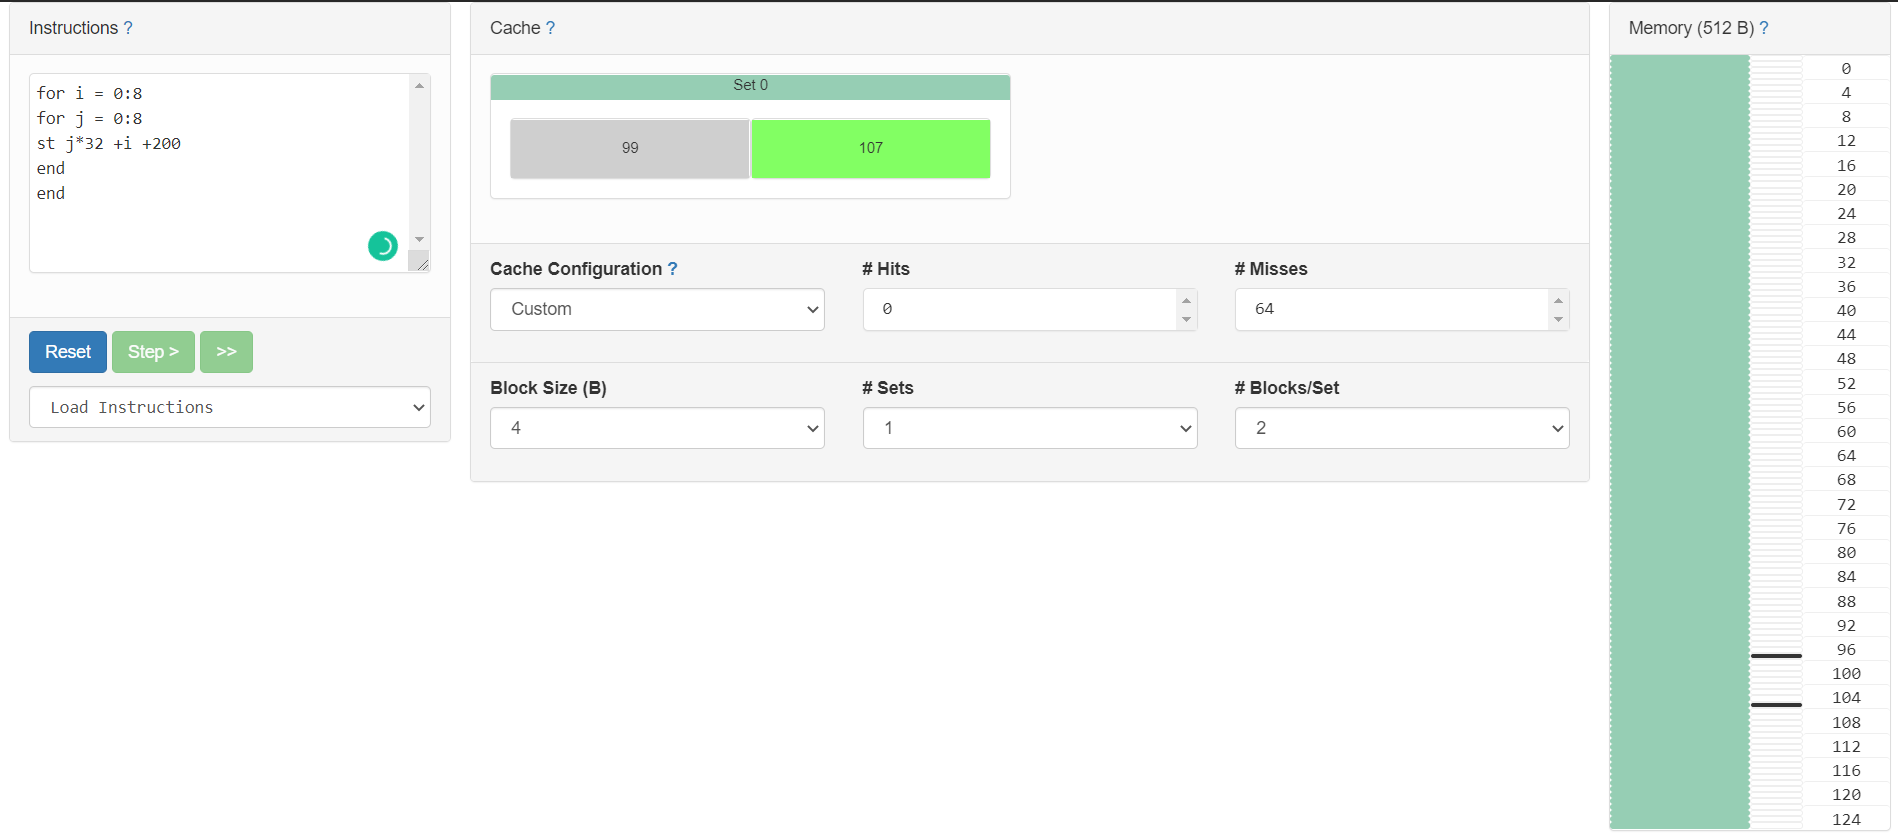 Instructions ?
for i = 0:8
for j = 0:8
st j*32 +i +200
end
end
Reset
Step >
>>
Load Instructions
Cache ?
Set 0
99
107
Cache Configuration ?
# Hits
# Misses
Custom
0
64
Block Size (B)
# Sets
# Blocks/Set
4
1
2
Memory (512 B) ?
0
4
8
12
16
20
24
28
32
36
40
44
48
52
56
60
64
68
72
76
80
84
88
92
96
100
104
108
112
116
120
124